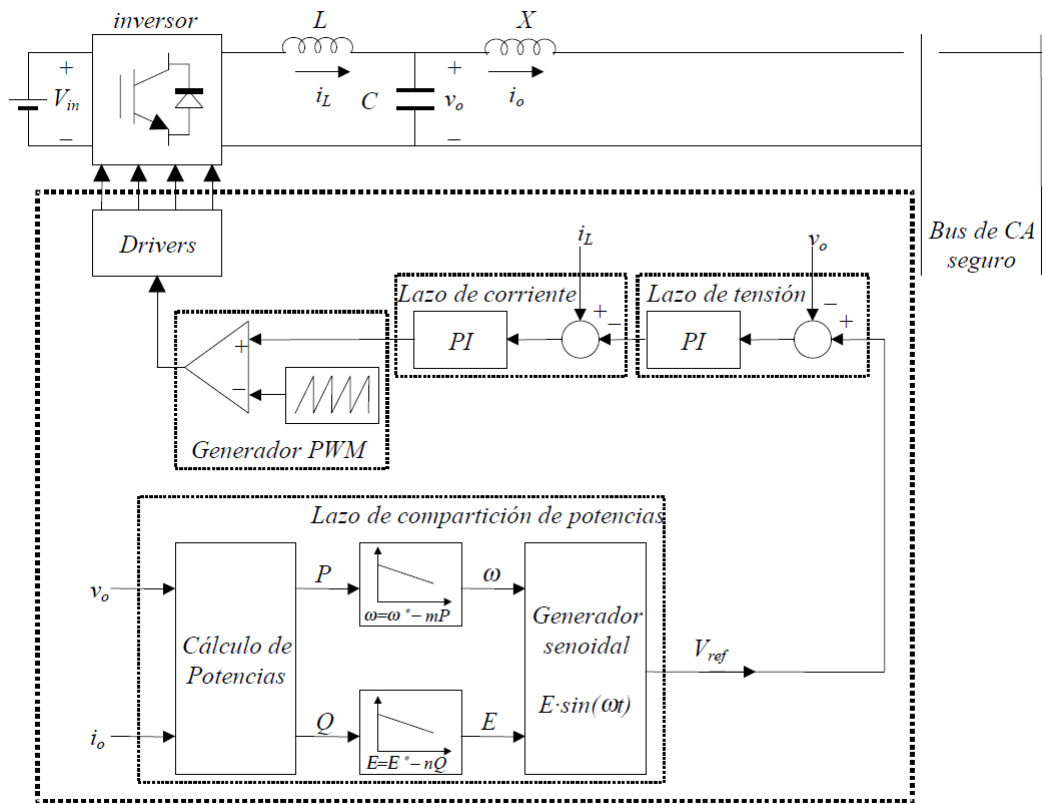 inversor
L
X
+
V_in
−
i_L
C
+
v_o
−
i_o
Drivers
Bus de CA
seguro
i_L
v_o
Lazo de corriente
Lazo de tensión
+
−
−
+
PI
PI
+
−
Generador PWM
Lazo de compartición de potencias
v_o
i_o
Cálculo de
Potencias
P
ω=ω*−mP
ω
Q
E=E*−nQ
E
Generador
senoidal
E·sin(ωt)
V_ref